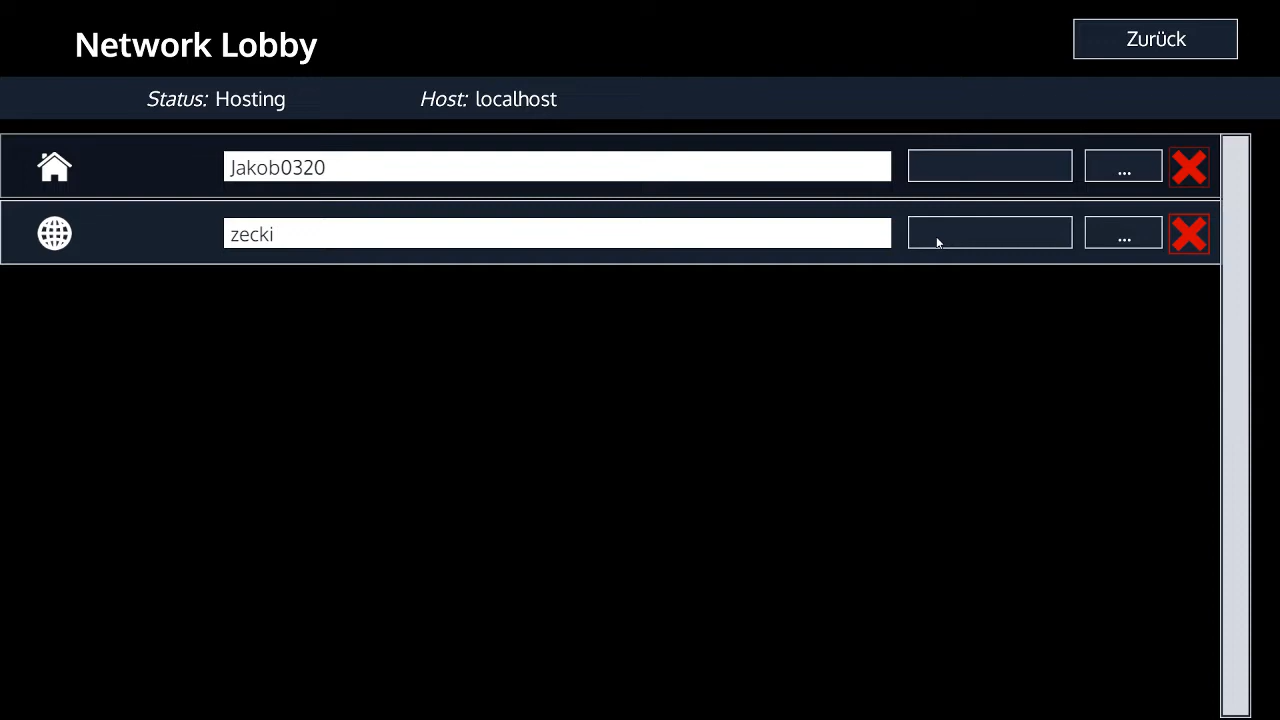 Network Lobby
Zurück
Status: Hosting
Host: localhost
Jakob0320
...
zecki
...